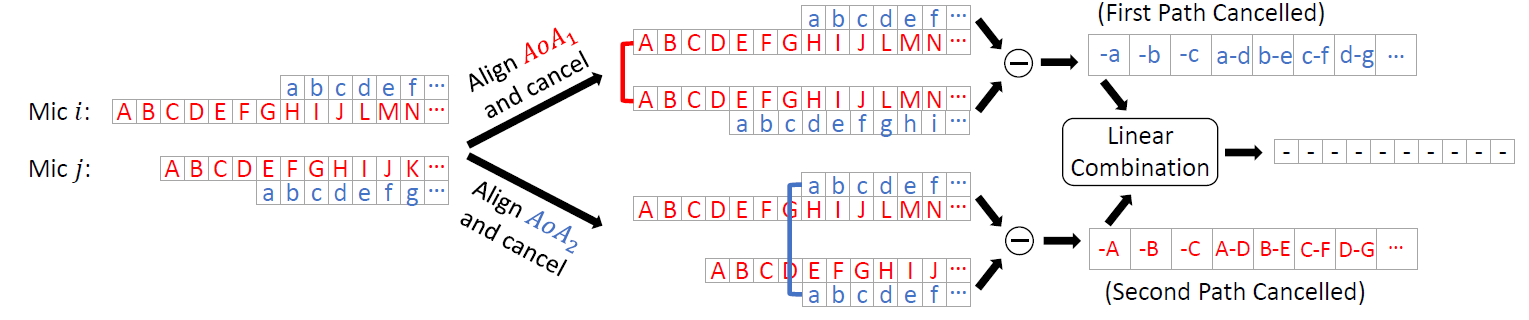 Mic i:
a b c d e f ...
A B C D E F G H I J L M N ...
Mic j:
A B C D E F G H I J K ...
a b c d e f g ...
Align AoA₁
and cancel
Align AoA₂
and cancel
a b c d e f ...
A B C D E F G H I J L M N ...
A B C D E F G H I J L M N ...
a b c d e f g h i ...
a b c d e f ...
A B C D E F G H I J L M N ...
A B C D E F G H I J ...
a b c d e f ...
(First Path Cancelled)
-a -b -c a-d b-e c-f d-g ...
Linear
Combination
- - - - - - - - - -
-A -B -C A-D B-E C-F D-G ...
(Second Path Cancelled)